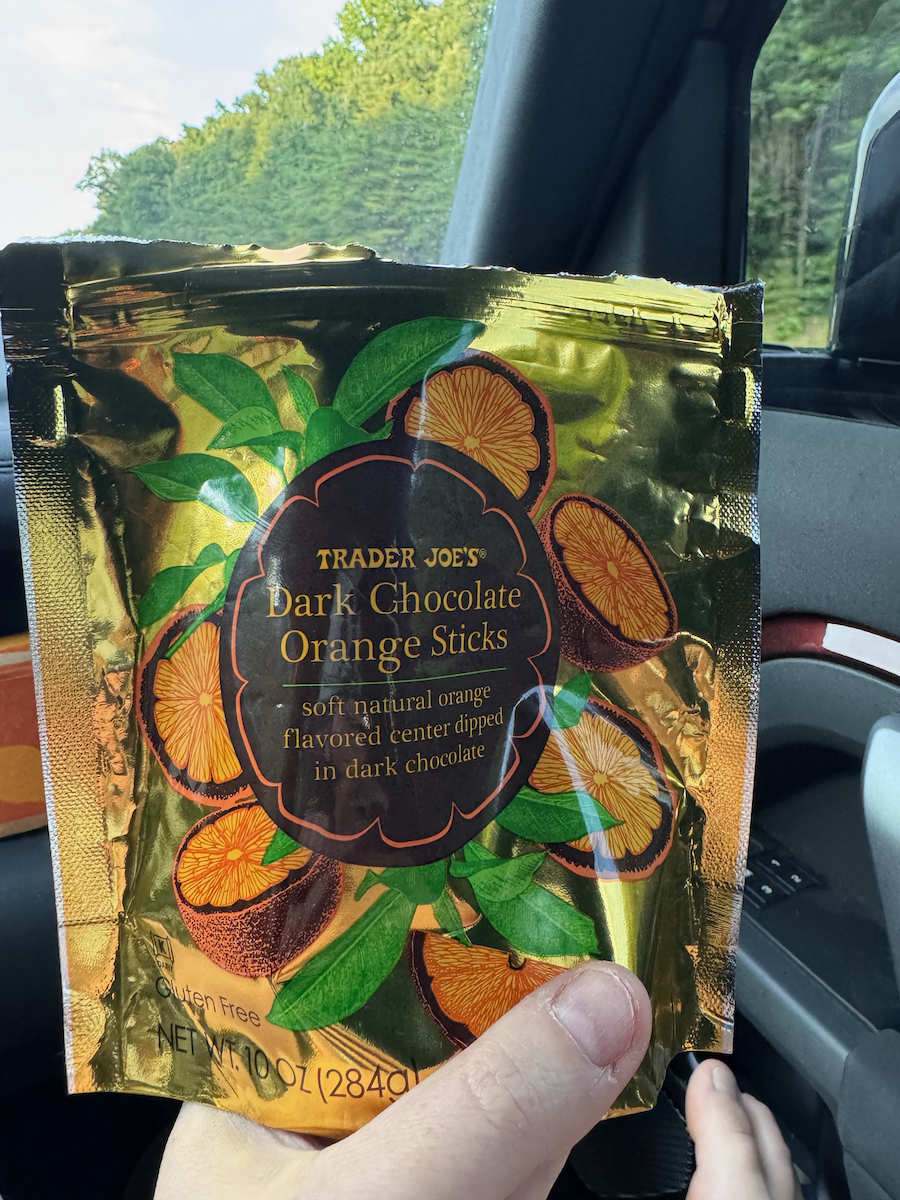 TRADER JOE'S®
Dark Chocolate
Orange Sticks
soft natural orange
flavored center dipped
in dark chocolate
K
Gluten Free
NET WT. 10 OZ (284g)